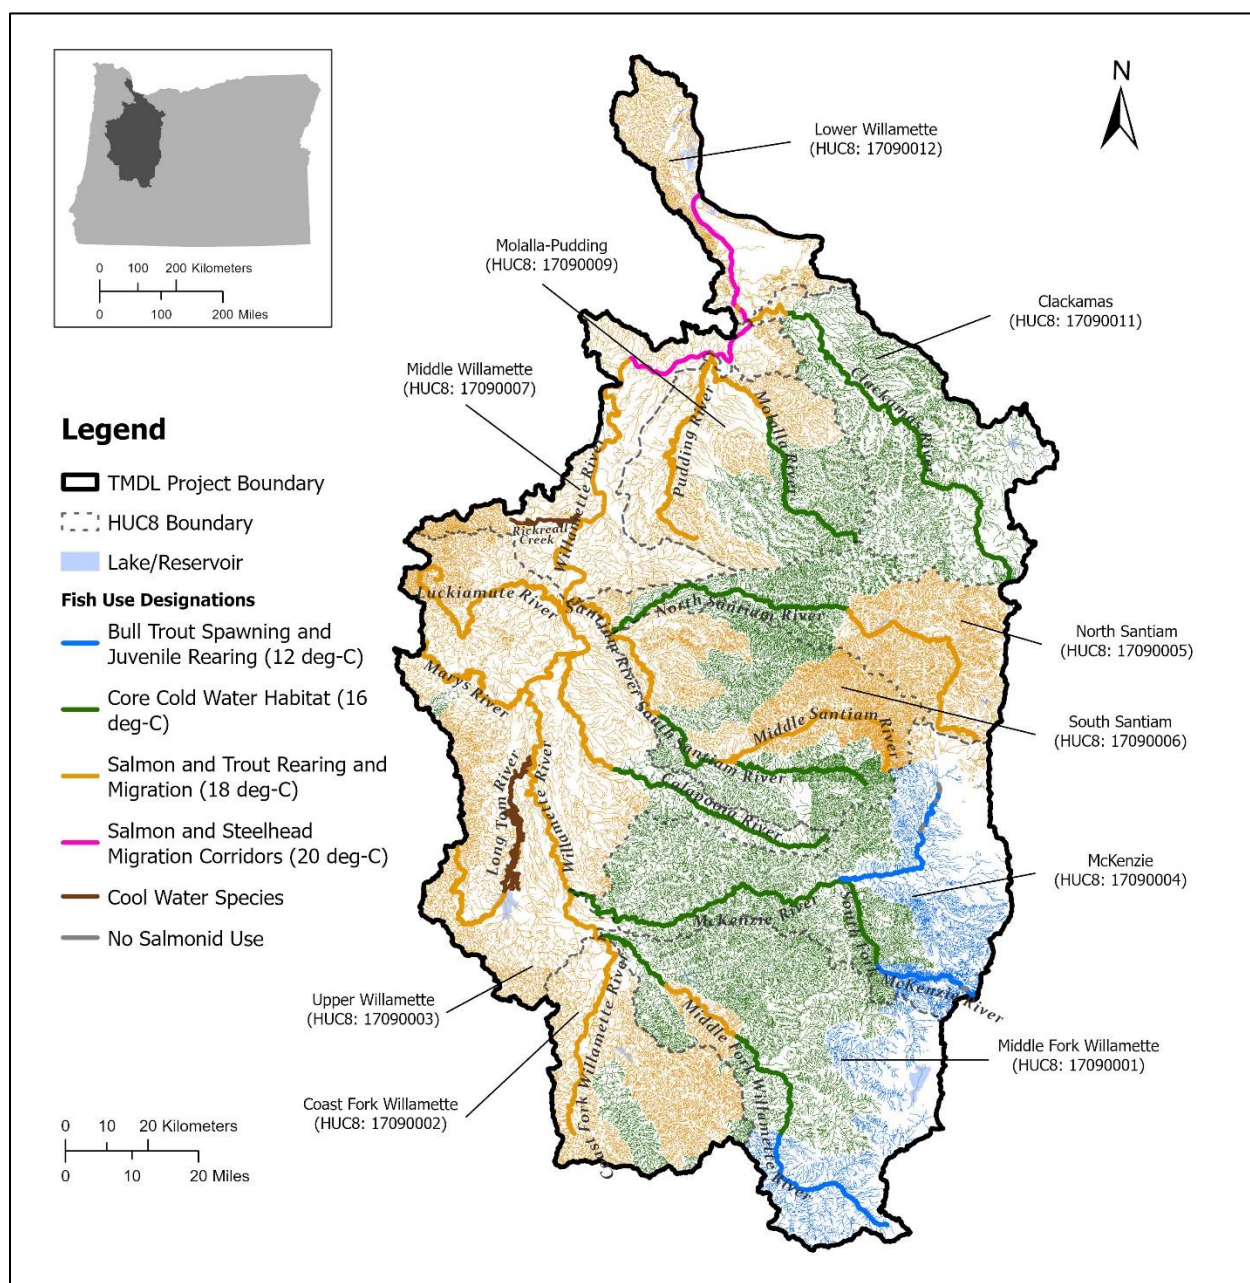 0 100 200 Kilometers
0 100 200 Miles
N
Lower Willamette
(HUC8: 17090012)
Molalla-Pudding
(HUC8: 17090009)
Clackamas
(HUC8: 17090011)
Middle Willamette
(HUC8: 17090007)
Legend
TMDL Project Boundary
HUC8 Boundary
Lake/Reservoir
Fish Use Designations
Bull Trout Spawning and
Juvenile Rearing (12 deg-C)
Core Cold Water Habitat (16
deg-C)
Salmon and Trout Rearing and
Migration (18 deg-C)
Salmon and Steelhead
Migration Corridors (20 deg-C)
Cool Water Species
No Salmonid Use
Clackamas River
Molalla River
Pudding River
Willamette River
Rickreall
Creek
Luckiamute River
Santiam River
North Santiam River
North Santiam
(HUC8: 17090005)
Marys River
South Santiam River
Middle Santiam River
South Santiam
(HUC8: 17090006)
Long Tom River
Willamette River
Calapooia River
McKenzie
(HUC8: 17090004)
McKenzie River
South Fork McKenzie River
Upper Willamette
(HUC8: 17090003)
Coast Fork Willamette River
Middle Fork Willamette River
Middle Fork Willamette
(HUC8: 17090001)
Coast Fork Willamette
(HUC8: 17090002)
0 10 20 Kilometers
0 10 20 Miles